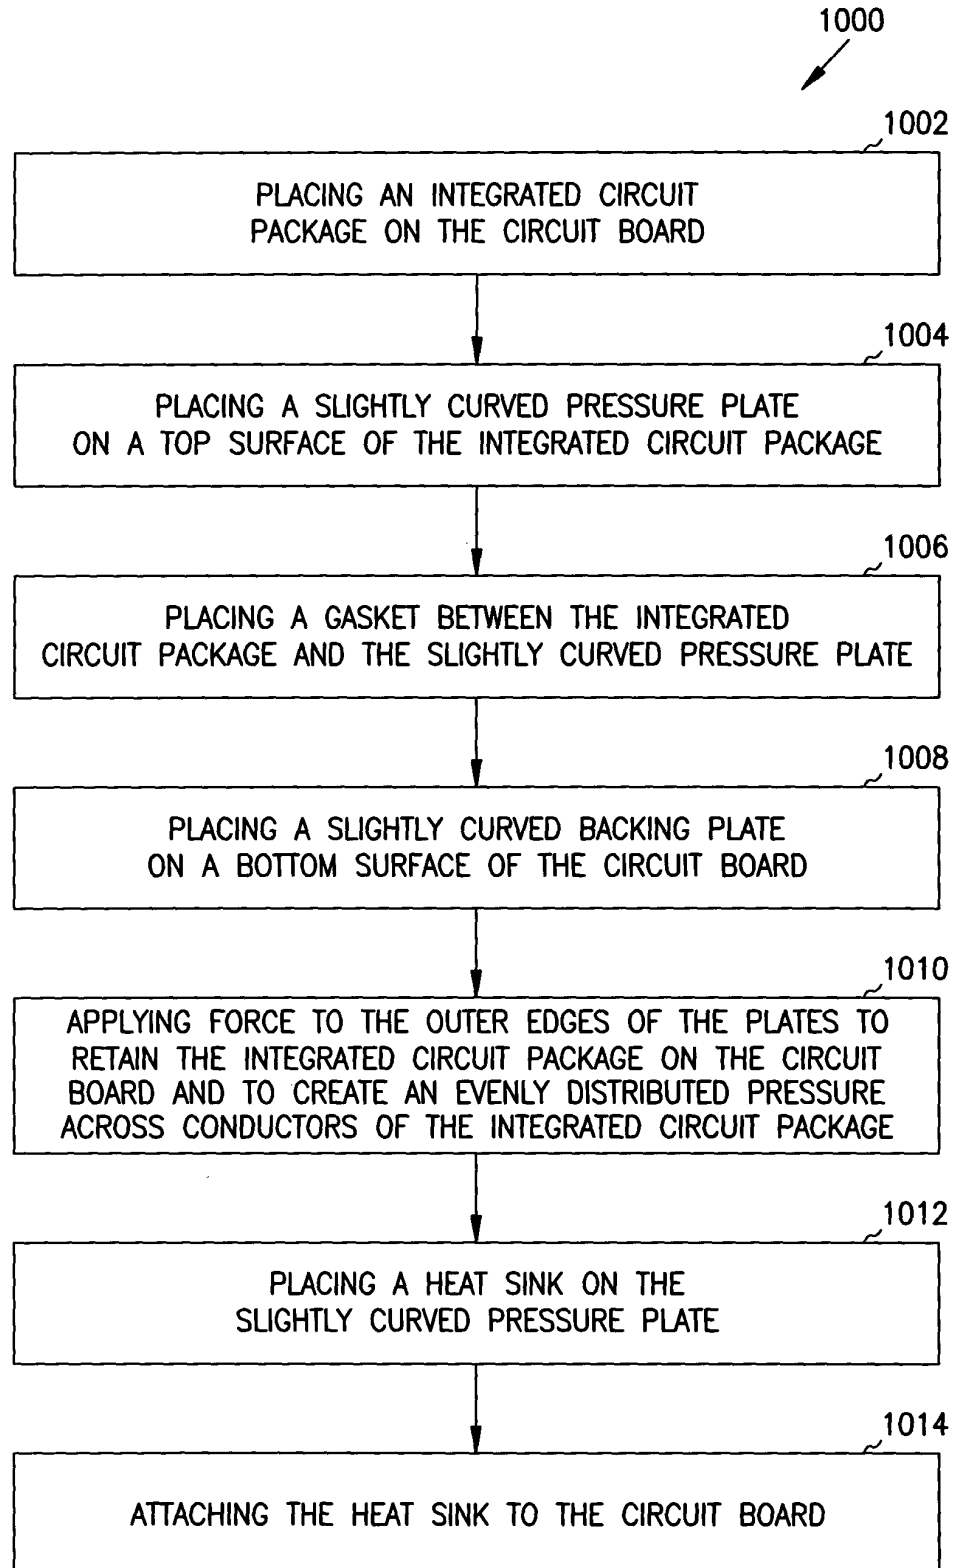 1000
1002
PLACING AN INTEGRATED CIRCUIT
PACKAGE ON THE CIRCUIT BOARD
1004
PLACING A SLIGHTLY CURVED PRESSURE PLATE
ON A TOP SURFACE OF THE INTEGRATED CIRCUIT PACKAGE
1006
PLACING A GASKET BETWEEN THE INTEGRATED
CIRCUIT PACKAGE AND THE SLIGHTLY CURVED PRESSURE PLATE
1008
PLACING A SLIGHTLY CURVED BACKING PLATE
ON A BOTTOM SURFACE OF THE CIRCUIT BOARD
1010
APPLYING FORCE TO THE OUTER EDGES OF THE PLATES TO
RETAIN THE INTEGRATED CIRCUIT PACKAGE ON THE CIRCUIT
BOARD AND TO CREATE AN EVENLY DISTRIBUTED PRESSURE
ACROSS CONDUCTORS OF THE INTEGRATED CIRCUIT PACKAGE
1012
PLACING A HEAT SINK ON THE
SLIGHTLY CURVED PRESSURE PLATE
1014
ATTACHING THE HEAT SINK TO THE CIRCUIT BOARD